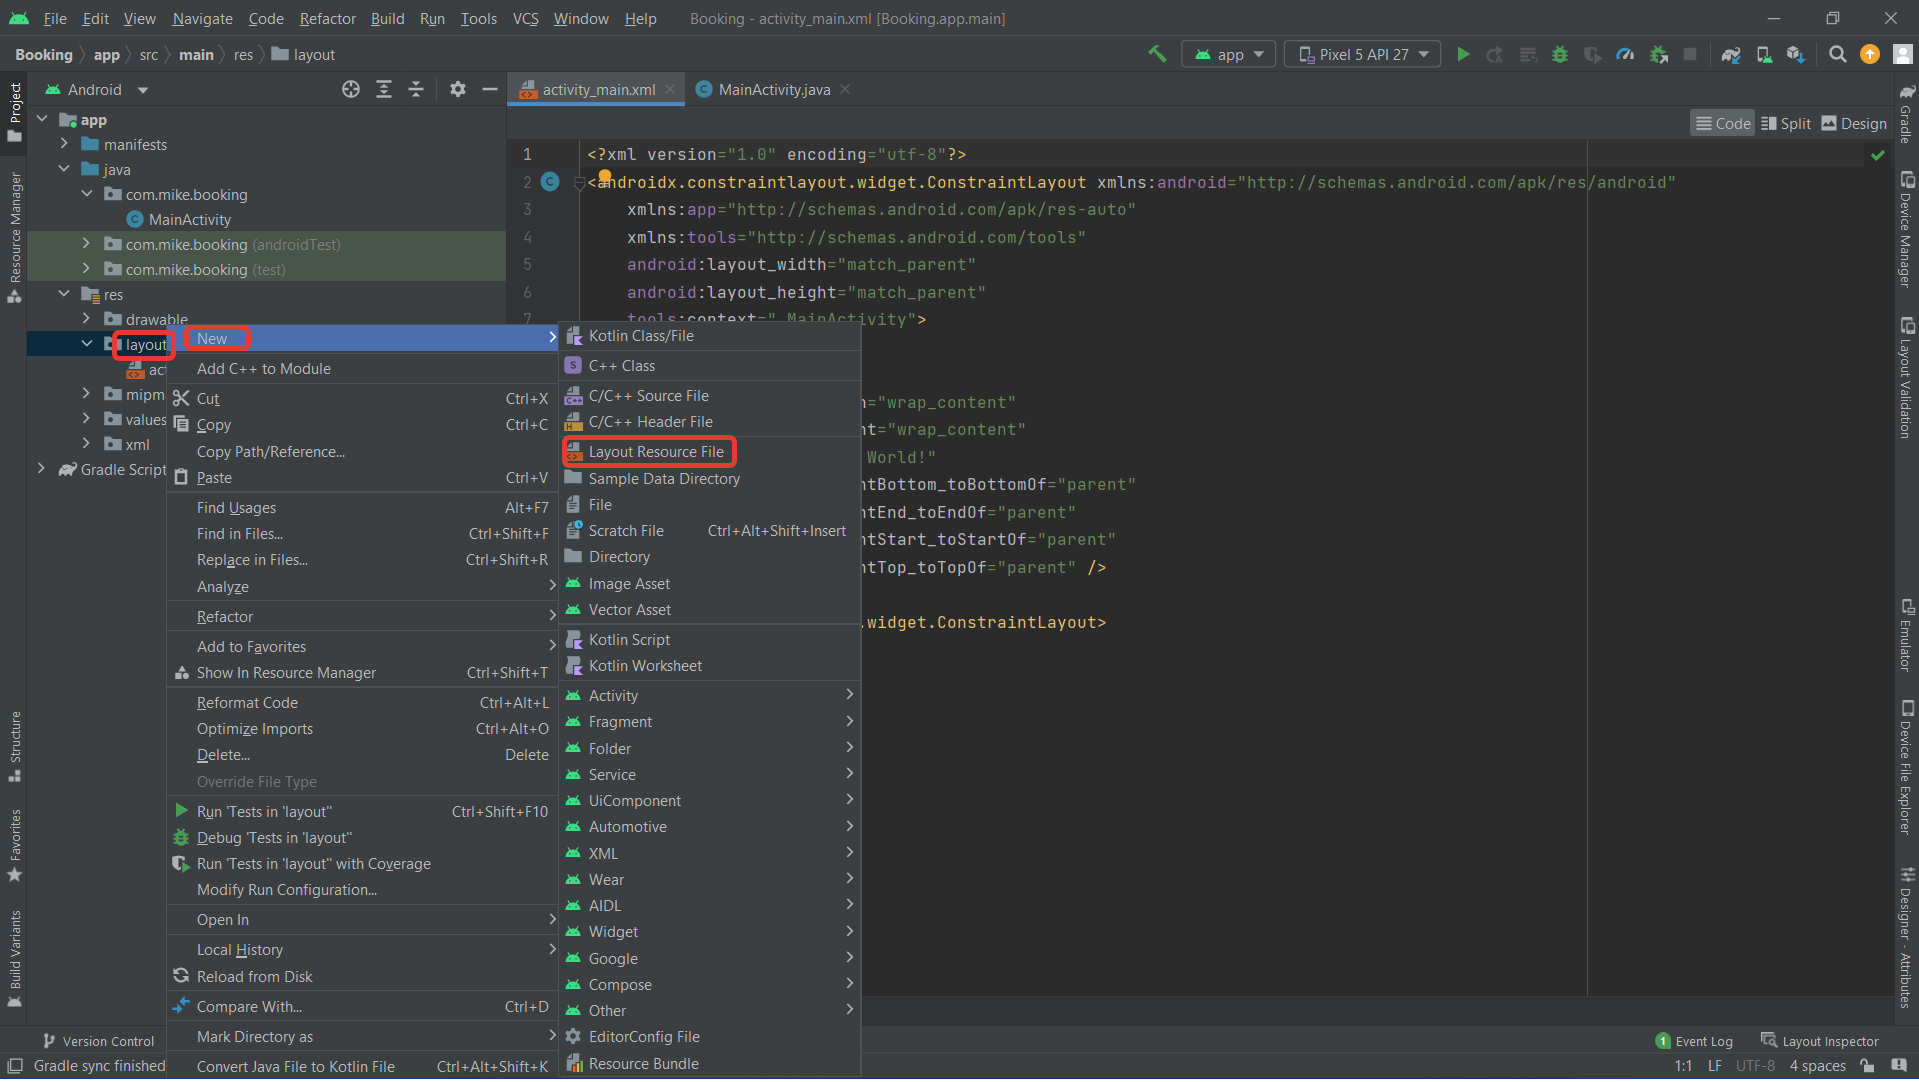 File Edit View Navigate Code Refactor Build Run Tools VCS Window Help Booking - activity_main.xml [Booking.app.main]
Booking app src main res layout app Pixel 5 API 27
Android
activity_main.xml MainActivity.java
Code Split Design
app
manifests
java
com.mike.booking
MainActivity
com.mike.booking (androidTest)
com.mike.booking (test)
res
drawable
layout
act
mipm
values
xml
Gradle Script
1 <?xml version="1.0" encoding="utf-8"?>
2 <androidx.constraintlayout.widget.ConstraintLayout xmlns:android="http://schemas.android.com/apk/res/android"
3 xmlns:app="http://schemas.android.com/apk/res-auto"
4 xmlns:tools="http://schemas.android.com/tools"
5 android:layout_width="match_parent"
6 android:layout_height="match_parent"
7 tools:context=".MainActivity">
="wrap_content"
t="wrap_content"
World!"
ntBottom_toBottomOf="parent"
ntEnd_toEndOf="parent"
ntStart_toStartOf="parent"
ntTop_toTopOf="parent" />
.widget.ConstraintLayout>
New
Add C++ to Module
Cut Ctrl+X
Copy Ctrl+C
Copy Path/Reference...
Paste Ctrl+V
Find Usages Alt+F7
Find in Files... Ctrl+Shift+F
Replace in Files... Ctrl+Shift+R
Analyze
Refactor
Add to Favorites
Show In Resource Manager Ctrl+Shift+T
Reformat Code Ctrl+Alt+L
Optimize Imports Ctrl+Alt+O
Delete... Delete
Override File Type
Run 'Tests in 'layout'' Ctrl+Shift+F10
Debug 'Tests in 'layout''
Run 'Tests in 'layout'' with Coverage
Modify Run Configuration...
Open In
Local History
Reload from Disk
Compare With... Ctrl+D
Mark Directory as
Convert Java File to Kotlin File Ctrl+Alt+Shift+K
Kotlin Class/File
S C++ Class
C/C++ Source File
C/C++ Header File
Layout Resource File
Sample Data Directory
File
Scratch File Ctrl+Alt+Shift+Insert
Directory
Image Asset
Vector Asset
Kotlin Script
Kotlin Worksheet
Activity
Fragment
Folder
Service
UiComponent
Automotive
XML
Wear
AIDL
Widget
Google
Compose
Other
EditorConfig File
Resource Bundle
Project
Resource Manager
Structure
Favorites
Build Variants
Gradle
Device Manager
Layout Validation
Emulator
Device File Explorer
Designer - Attributes
Version Control
1 Event Log Layout Inspector
Gradle sync finished
1:1 LF UTF-8 4 spaces